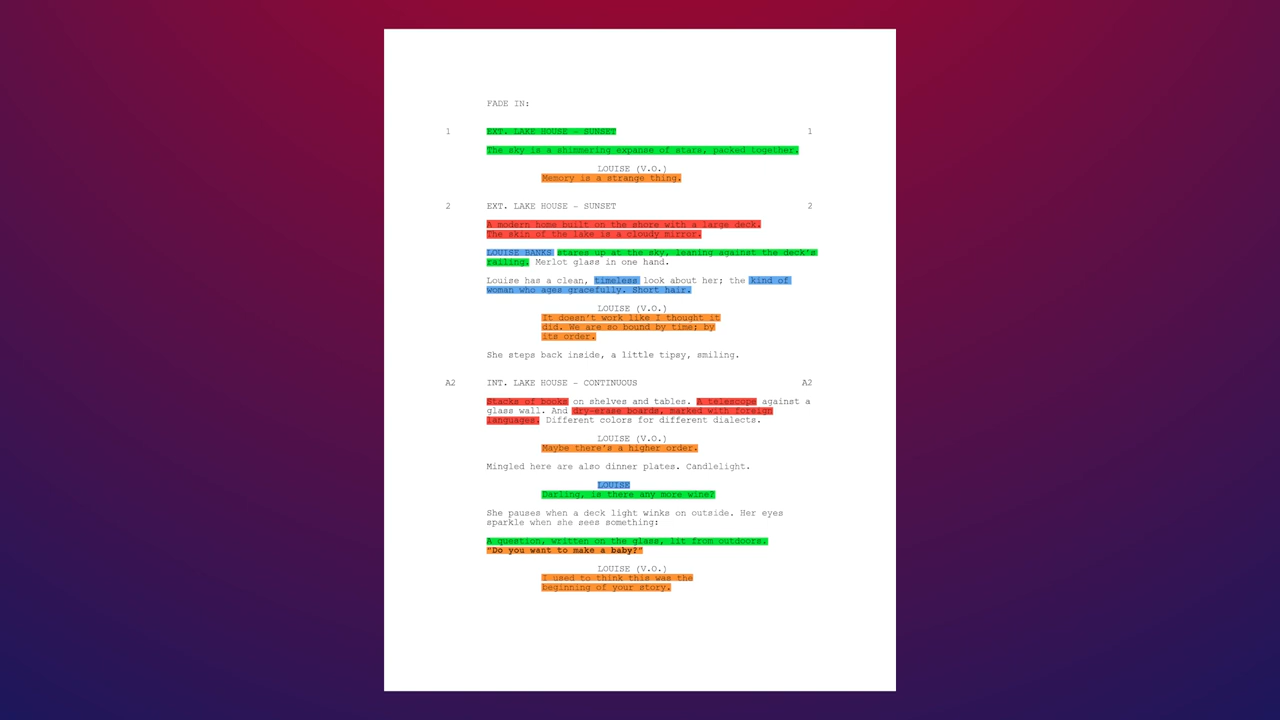 FADE IN:
1 EXT. LAKE HOUSE - SUNSET 1
The sky is a shimmering expanse of stars, packed together.
LOUISE (V.O.)
Memory is a strange thing.
2 EXT. LAKE HOUSE - SUNSET 2
A modern home built on the shore with a large deck.
The skin of the lake is a cloudy mirror.
LOUISE BANKS stares up at the sky, leaning against the deck's
railing. Merlot glass in one hand.
Louise has a clean, timeless look about her; the kind of
woman who ages gracefully. Short hair.
LOUISE (V.O.)
It doesn't work like I thought it
did. We are so bound by time; by
its order.
She steps back inside, a little tipsy, smiling.
A2 INT. LAKE HOUSE - CONTINUOUS A2
Stacks of books on shelves and tables. A telescope against a
glass wall. And dry-erase boards, marked with foreign
languages. Different colors for different dialects.
LOUISE (V.O.)
Maybe there's a higher order.
Mingled here are also dinner plates. Candlelight.
LOUISE
Darling, is there any more wine?
She pauses when a deck light winks on outside. Her eyes
sparkle when she sees something:
A question, written on the glass, lit from outdoors.
"Do you want to make a baby?"
LOUISE (V.O.)
I used to think this was the
beginning of your story.